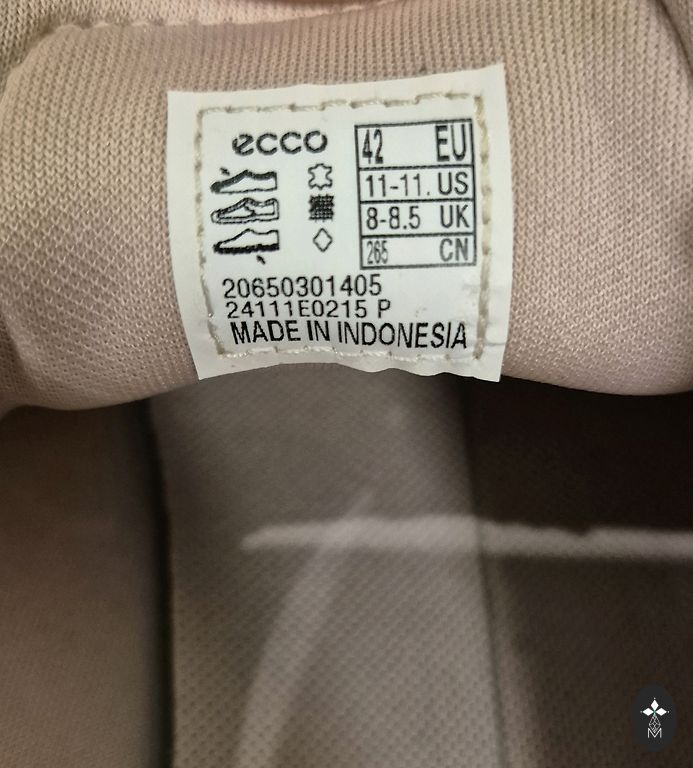 ecco
42 EU
11-11. US
8-8.5 UK
265 CN
20650301405
24111E0215 P
MADE IN INDONESIA
M